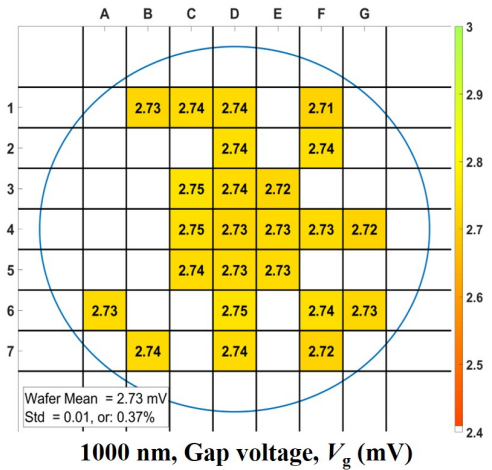 A B C D E F G
3
1 2.73 2.74 2.74 2.71
2.9
2 2.74 2.74
2.8
3 2.75 2.74 2.72
4 2.75 2.73 2.73 2.73 2.72
2.7
5 2.74 2.73 2.73
2.6
6 2.73 2.75 2.74 2.73
7 2.74 2.74 2.72
2.5
Wafer Mean = 2.73 mV
Std = 0.01, or: 0.37%
2.4
1000 nm, Gap voltage, Vg (mV)